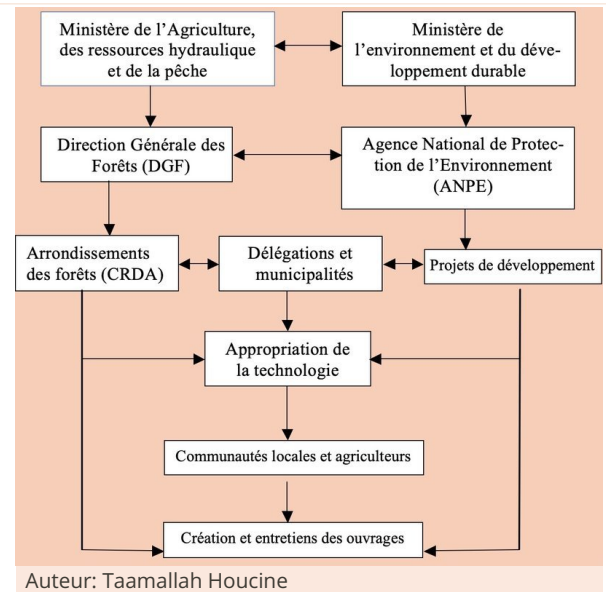 Ministère de l'Agriculture,
des ressources hydraulique
et de la pêche
Ministère de
l'environnement et du déve-
loppement durable
Direction Générale des
Forêts (DGF)
Agence National de Protec-
tion de l'Environnement
(ANPE)
Arrondissements
des forêts (CRDA)
Délégations et
municipalités
Projets de développement
Appropriation de
la technologie
Communautés locales et agriculteurs
Création et entretiens des ouvrages
Auteur: Taamallah Houcine